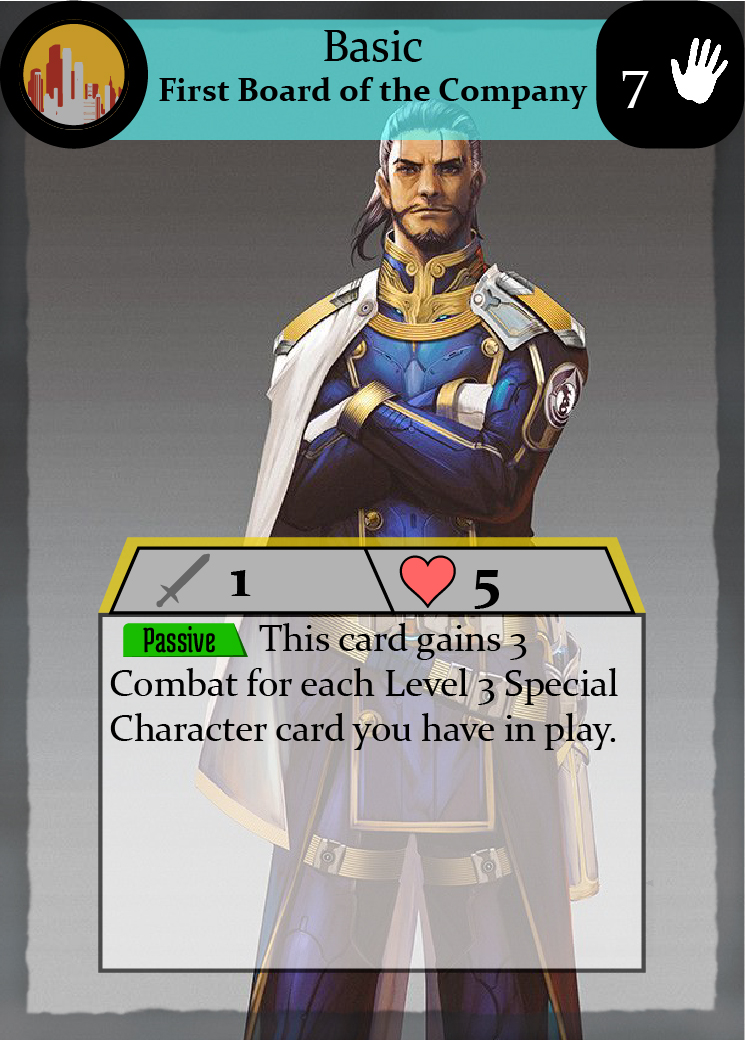 Basic
First Board of the Company
7
1
5
Passive This card gains 3
Combat for each Level 3 Special
Character card you have in play.